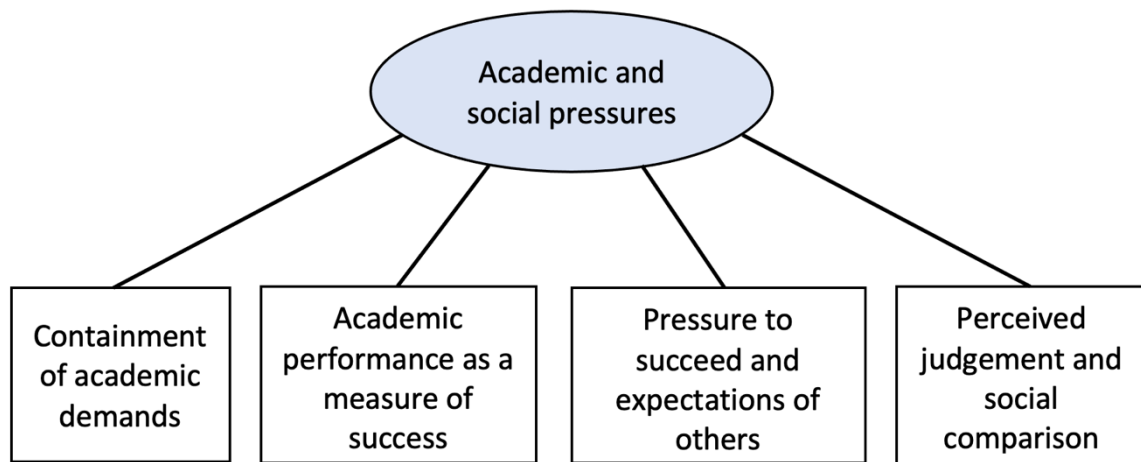 Academic and
social pressures
Containment
of academic
demands
Academic
performance as a
measure of
success
Pressure to
succeed and
expectations of
others
Perceived
judgement and
social
comparison